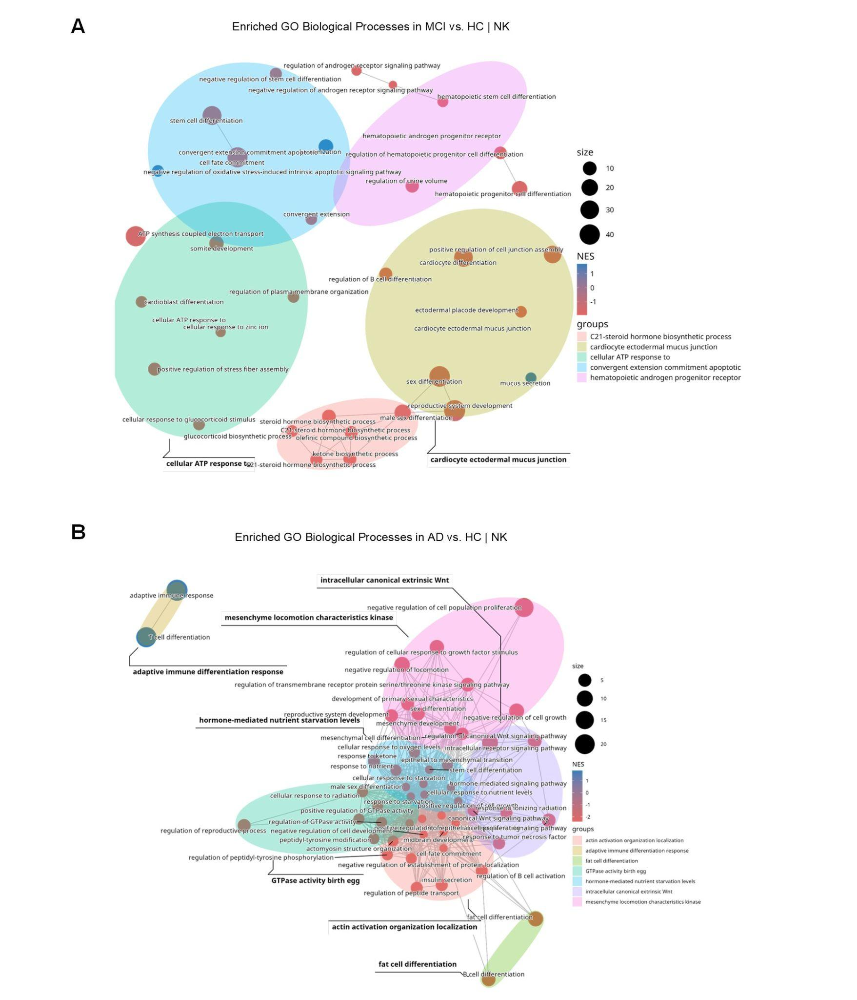 A
Enriched GO Biological Processes in MCI vs. HC | NK
regulation of androgen receptor signaling pathway
negative regulation of stem cell differentiation
negative regulation of androgen receptor signaling pathway
hematopoietic stem cell differentiation
stem cell differentiation
hematopoietic androgen progenitor receptor
convergent extension commitment apoptotic
regulation of hematopoietic progenitor cell differentiation
cell fate commitment
negative regulation of oxidative stress-induced intrinsic apoptotic signaling pathway
regulation of urine volume
hematopoietic progenitor cell differentiation
convergent extension
ATP synthesis coupled electron transport
somite development
positive regulation of cell junction assembly
cardiocyte differentiation
regulation of B cell differentiation
regulation of plasma membrane organization
cardioblast differentiation
ectodermal placode development
cellular ATP response to
cellular response to zinc ion
cardiocyte ectodermal mucus junction
positive regulation of stress fiber assembly
sex differentiation
mucus secretion
reproductive system development
male sex differentiation
cellular response to glucocorticoid stimulus
steroid hormone biosynthetic process
C21-steroid hormone biosynthetic process
glucocorticoid biosynthetic process
olefinic compound biosynthetic process
ketone biosynthetic process
cellular ATP response to
C21-steroid hormone biosynthetic process
cardiocyte ectodermal mucus junction
size
10
20
30
40
NES
1
0
-1
groups
C21-steroid hormone biosynthetic process
cardiocyte ectodermal mucus junction
cellular ATP response to
convergent extension commitment apoptotic
hematopoietic androgen progenitor receptor
B
Enriched GO Biological Processes in AD vs. HC | NK
intracellular canonical extrinsic Wnt
adaptive immune response
negative regulation of cell population proliferation
mesenchyme locomotion characteristics kinase
T cell differentiation
regulation of cellular response to growth factor stimulus
adaptive immune differentiation response
negative regulation of locomotion
regulation of transmembrane receptor protein serine/threonine kinase signaling pathway
development of primary sexual characteristics
sex differentiation
reproductive system development
negative regulation of cell growth
hormone-mediated nutrient starvation levels
mesenchyme development
mesenchymal cell differentiation
regulation of canonical Wnt signaling pathway
cellular response to oxygen levels
intracellular receptor signaling pathway
response to ketone
epithelial to mesenchymal transition
response to nutrient
stem cell differentiation
cellular response to starvation
hormone-mediated signaling pathway
male sex differentiation
cellular response to nutrient levels
cellular response to radiation
response to starvation
positive regulation of cell growth
response to ionizing radiation
positive regulation of GTPase activity
canonical Wnt signaling pathway
regulation of GTPase activity
positive regulation of epithelial cell proliferation
signaling pathway
regulation of reproductive process
negative regulation of cell development
response to tumor necrosis factor
peptidyl-tyrosine modification
midbrain development
actomyosin structure organization
cell fate commitment
regulation of peptidyl-tyrosine phosphorylation
negative regulation of establishment of protein localization
regulation of B cell activation
GTPase activity birth egg
insulin secretion
regulation of peptide transport
fat cell differentiation
actin activation organization localization
fat cell differentiation
B cell differentiation
size
5
10
15
20
NES
1
0
-1
-2
groups
actin activation organization localization
adaptive immune differentiation response
fat cell differentiation
GTPase activity birth egg
hormone-mediated nutrient starvation levels
intracellular canonical extrinsic Wnt
mesenchyme locomotion characteristics kinase